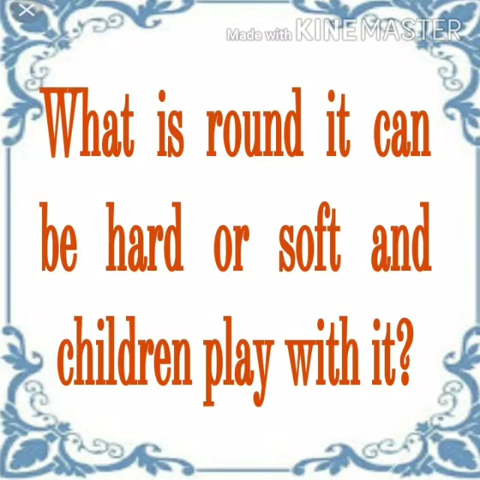 Made with KINEMASTER
What is round it can
be hard or soft and
children play with it?